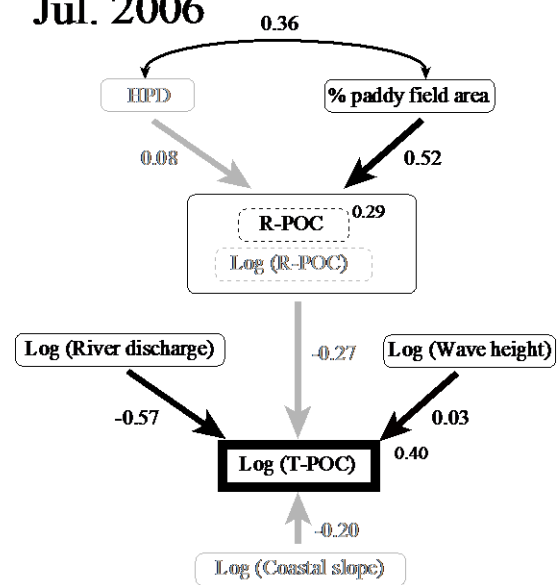 Jul. 2006
0.36
HPD
% paddy field area
0.08
0.52
R-POC
0.29
Log (R-POC)
Log (River discharge)
Log (Wave height)
-0.27
-0.57
0.03
Log (T-POC)
0.40
-0.20
Log (Coastal slope)